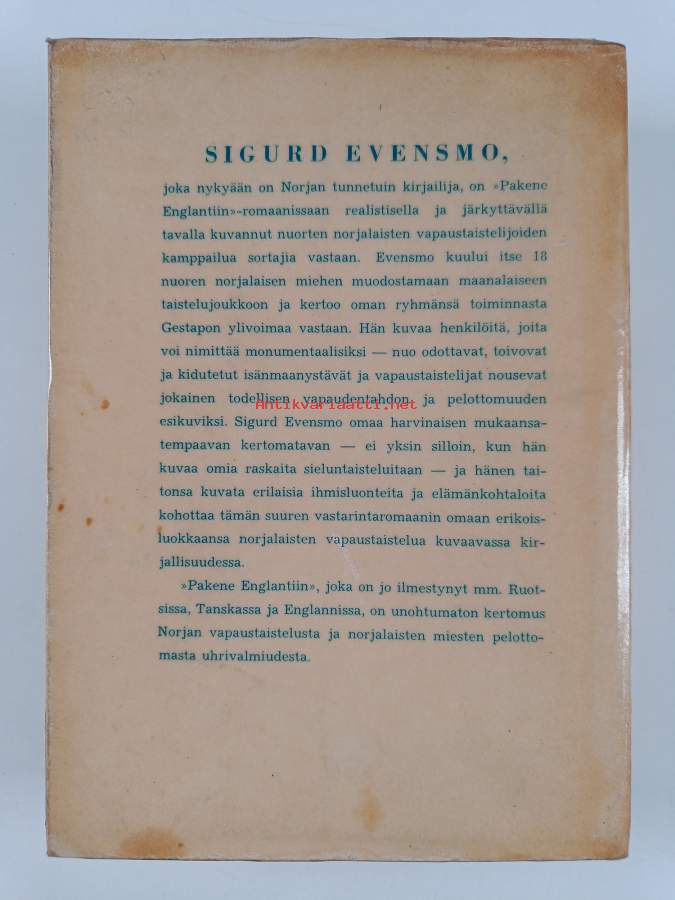 SIGURD EVENSMO,
joka nykyään on Norjan tunnetuin kirjailija, on »Pakene
Englantiin»-romaanissaan realistisella ja järkyttävällä
tavalla kuvannut nuorten norjalaisten vapaustaistelijoiden
kamppailua sortajia vastaan. Evensmo kuului itse 18
nuoren norjalaisen miehen muodostamaan maanalaiseen
taistelujoukkoon ja kertoo oman ryhmänsä toiminnasta
Gestapon ylivoimaa vastaan. Hän kuvaa henkilöitä, joita
voi nimittää monumentaalisiksi — nuo odottavat, toivovat
ja kidutetut isänmaanystävät ja vapaustaistelijat nousevat
jokainen todellisen vapaudentahdon ja pelottomuuden
Antikvariaatti.net
esikuviksi. Sigurd Evensmo omaa harvinaisen mukaansa-
tempaavan kertomatavan — ei yksin silloin, kun hän
kuvaa omia raskaita sieluntaisteluitaan — ja hänen tai-
tonsa kuvata erilaisia ihmisluonteita ja elämänkohtaloita
kohottaa tämän suuren vastarintaromaanin omaan erikois-
luokkaansa norjalaisten vapaustaistelua kuvaavassa kir-
jallisuudessa.
»Pakene Englantiin», joka on jo ilmestynyt mm. Ruot-
sissa, Tanskassa ja Englannissa, on unohtumaton kertomus
Norjan vapaustaistelusta ja norjalaisten miesten pelotto-
masta uhrivalmiudesta.